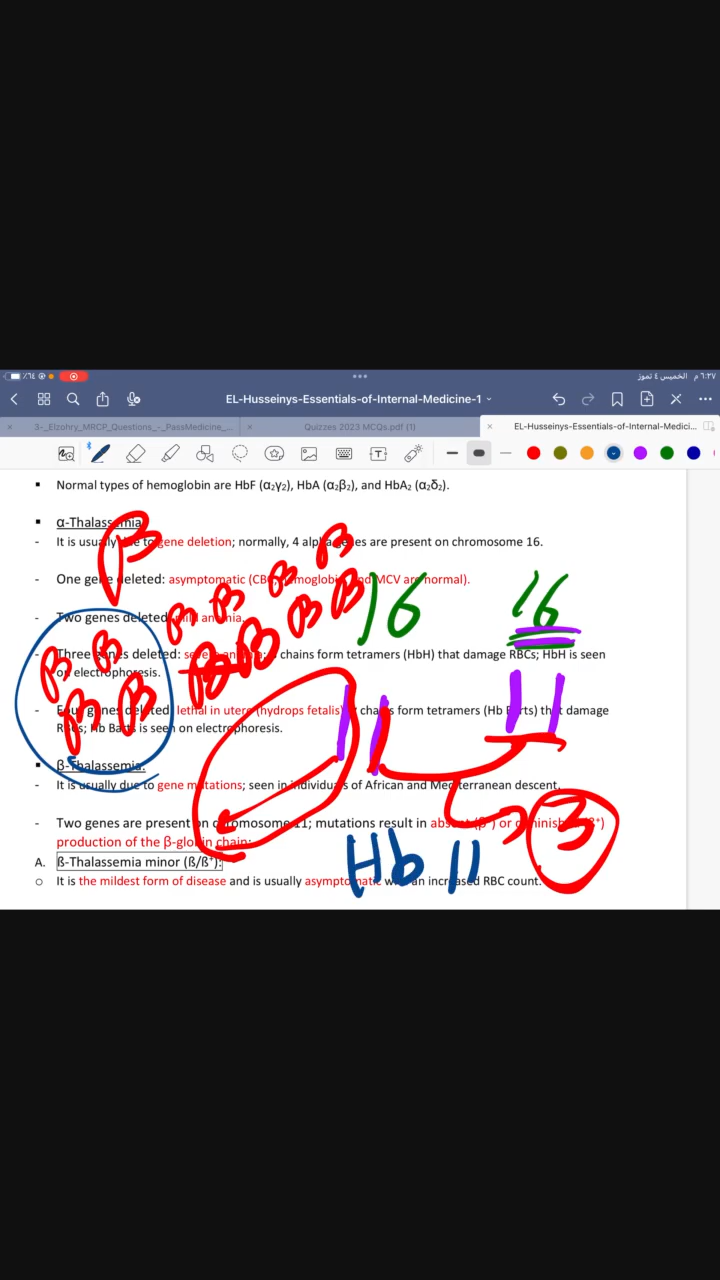 ٦:٢٧ م الخميس ٤ تموز
٪٦٤
EL-Husseinys-Essentials-of-Internal-Medicine-1
3-_Elzohry_MRCP_Questions_-_PassMedicine_...
Quizzes 2023 MCQs.pdf (1)
EL-Husseinys-Essentials-of-Internal-Medici...
▪ Normal types of hemoglobin are HbF (α₂γ₂), HbA (α₂β₂), and HbA₂ (α₂δ₂).
▪ α-Thalassemia
- It is usually due to gene deletion; normally, 4 alpha genes are present on chromosome 16.
- One gene deleted: asymptomatic (CBC, hemoglobin, and MCV are normal).
- Two genes deleted: mild anemia.
- Three genes deleted: severe anemia; chains form tetramers (HbH) that damage RBCs; HbH is seen
on electrophoresis.
- Four genes deleted: lethal in utero (hydrops fetalis); chains form tetramers (Hb Barts) that damage
RBCs; Hb Barts is seen on electrophoresis.
▪ β-Thalassemia:
- It is usually due to gene mutations; seen in individuals of African and Mediterranean descent.
- Two genes are present on chromosome 11; mutations result in absent (β⁻) or diminished (β⁺)
production of the β-globin chain:
A. ß-Thalassemia minor (ß/ß⁺):
o It is the mildest form of disease and is usually asymptomatic with an increased RBC count.
β
β β β β
β β β β
β β
β β
16 16
3
Hb